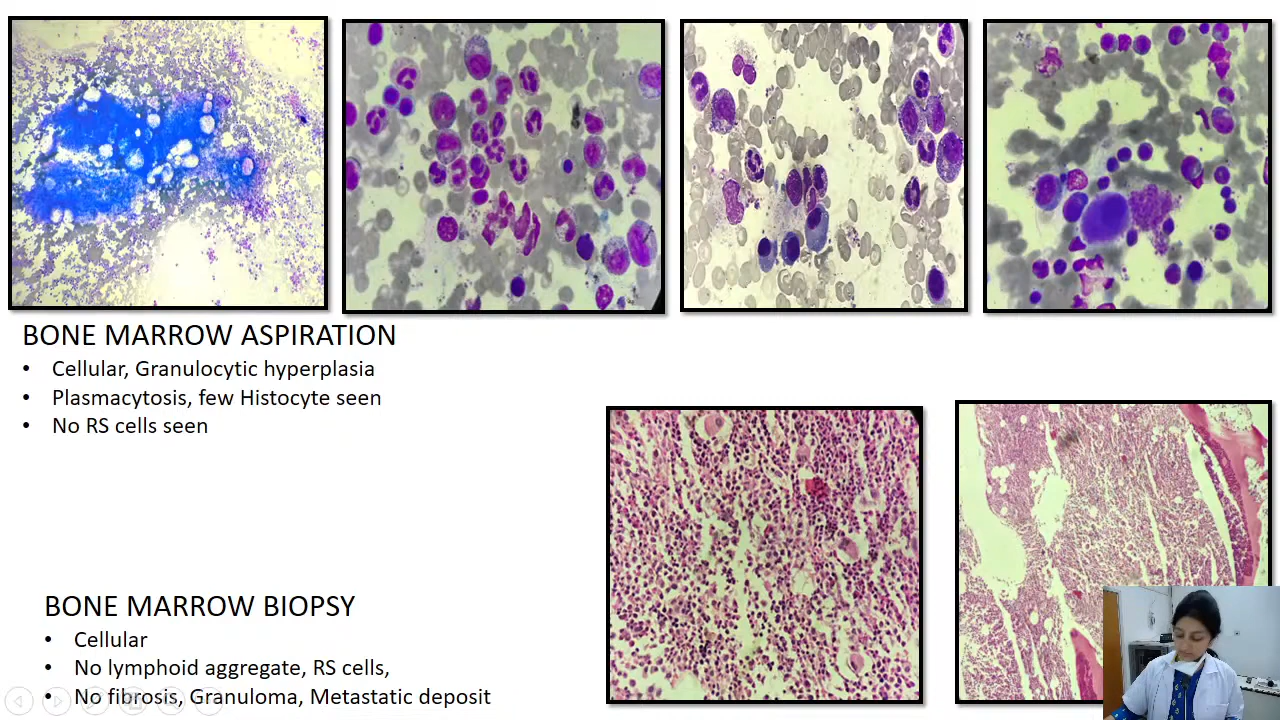 BONE MARROW ASPIRATION
• Cellular, Granulocytic hyperplasia
• Plasmacytosis, few Histocyte seen
• No RS cells seen
BONE MARROW BIOPSY
• Cellular
• No lymphoid aggregate, RS cells,
• No fibrosis, Granuloma, Metastatic deposit